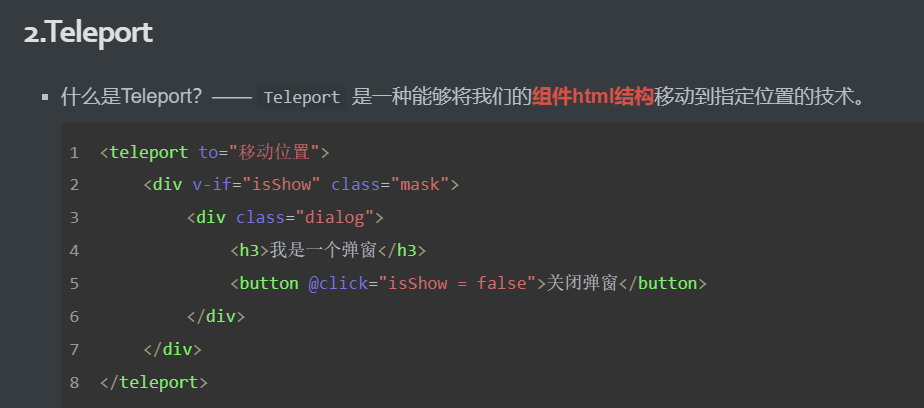 2.Teleport
什么是Teleport？—— Teleport 是一种能够将我们的组件html结构移动到指定位置的技术。
1 <teleport to="移动位置">
2 <div v-if="isShow" class="mask">
3 <div class="dialog">
4 <h3>我是一个弹窗</h3>
5 <button @click="isShow = false">关闭弹窗</button>
6 </div>
7 </div>
8 </teleport>